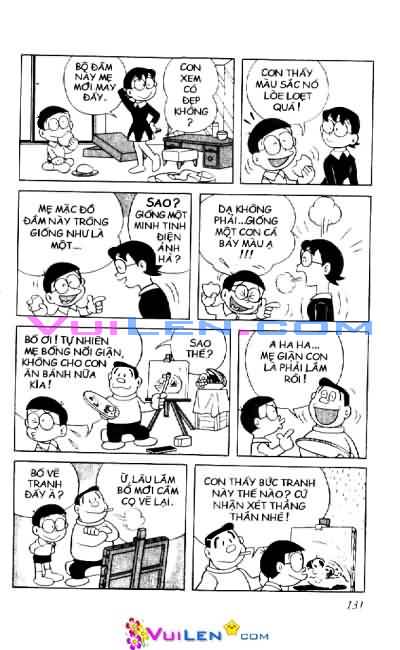 BỘ ĐẦM
NÀY MẸ
MỚI MAY
ĐẤY.
CON
XEM
CÓ
ĐẸP
KHÔNG
?
CON THẤY
MÀU SẮC NÓ
LÒE LOẸT
QUÁ!
MẸ MẶC ĐỒ
ĐẦM NÀY TRÔNG
GIỐNG NHƯ LÀ
MỘT...
SAO?
GIỐNG MỘT
MINH TINH
ĐIỆN
ẢNH
HẢ?
DẠ KHÔNG
PHẢI...GIỐNG
MỘT CON CÁ
BẢY MÀU Ạ
!!!
VUILEN.COM
BỐ ƠI! TỰ NHIÊN
MẸ BỖNG NỔI GIẬN,
KHÔNG CHO CON
ĂN BÁNH NỮA
KÌA!
SAO
THẾ?
A HA HA...
MẸ GIẬN CON
LÀ PHẢI LẮM
RỒI!
BỐ VẼ
TRANH
ĐẤY À?
Ừ, LÂU LẮM
BỐ MỚI CẦM
CỌ VẼ LẠI.
CON THẤY BỨC TRANH
NÀY THẾ NÀO? CỨ
NHẬN XÉT THẲNG
THẮN NHÉ!
131
VUILEN.COM